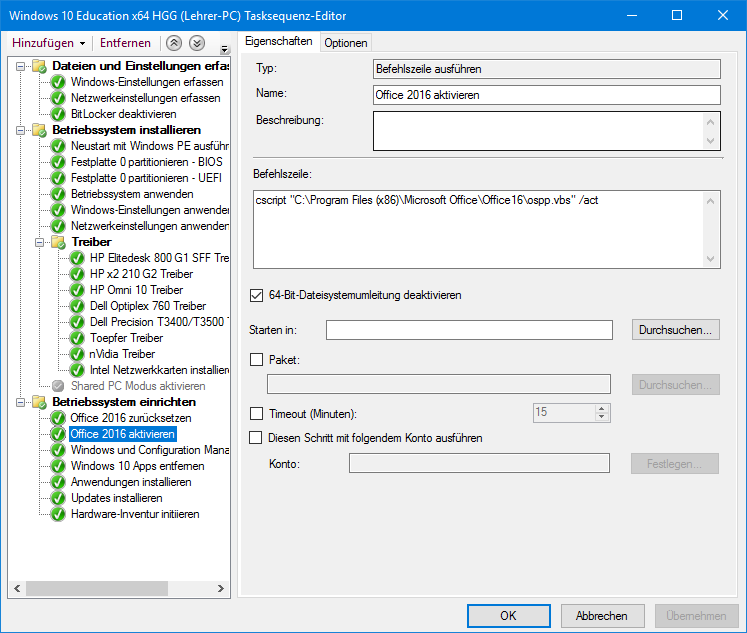 Windows 10 Education x64 HGG (Lehrer-PC) Tasksequenz-Editor
Hinzufügen
Entfernen
Dateien und Einstellungen erfas
Windows-Einstellungen erfassen
Netzwerkeinstellungen erfassen
BitLocker deaktivieren
Betriebssystem installieren
Neustart mit Windows PE ausführ
Festplatte 0 partitionieren - BIOS
Festplatte 0 partitionieren - UEFI
Betriebssystem anwenden
Windows-Einstellungen anwenden
Netzwerkeinstellungen anwenden
Treiber
HP Elitedesk 800 G1 SFF Tre
HP x2 210 G2 Treiber
HP Omni 10 Treiber
Dell Optiplex 760 Treiber
Dell Precision T3400/T3500 T
Toepfer Treiber
nVidia Treiber
Intel Netzwerkkarten installiere
Shared PC Modus aktivieren
Betriebssystem einrichten
Office 2016 zurücksetzen
Office 2016 aktivieren
Windows und Configuration Mana
Windows 10 Apps entfernen
Anwendungen installieren
Updates installieren
Hardware-Inventur initiieren
Eigenschaften
Optionen
Typ:
Befehlszeile ausführen
Name:
Office 2016 aktivieren
Beschreibung:
Befehlszeile:
cscript "C:\Program Files (x86)\Microsoft Office\Office16\ospp.vbs" /act
64-Bit-Dateisystemumleitung deaktivieren
Starten in:
Durchsuchen...
Paket:
Durchsuchen...
Timeout (Minuten):
15
Diesen Schritt mit folgendem Konto ausführen
Konto:
Festlegen...
OK
Abbrechen
Übernehmen